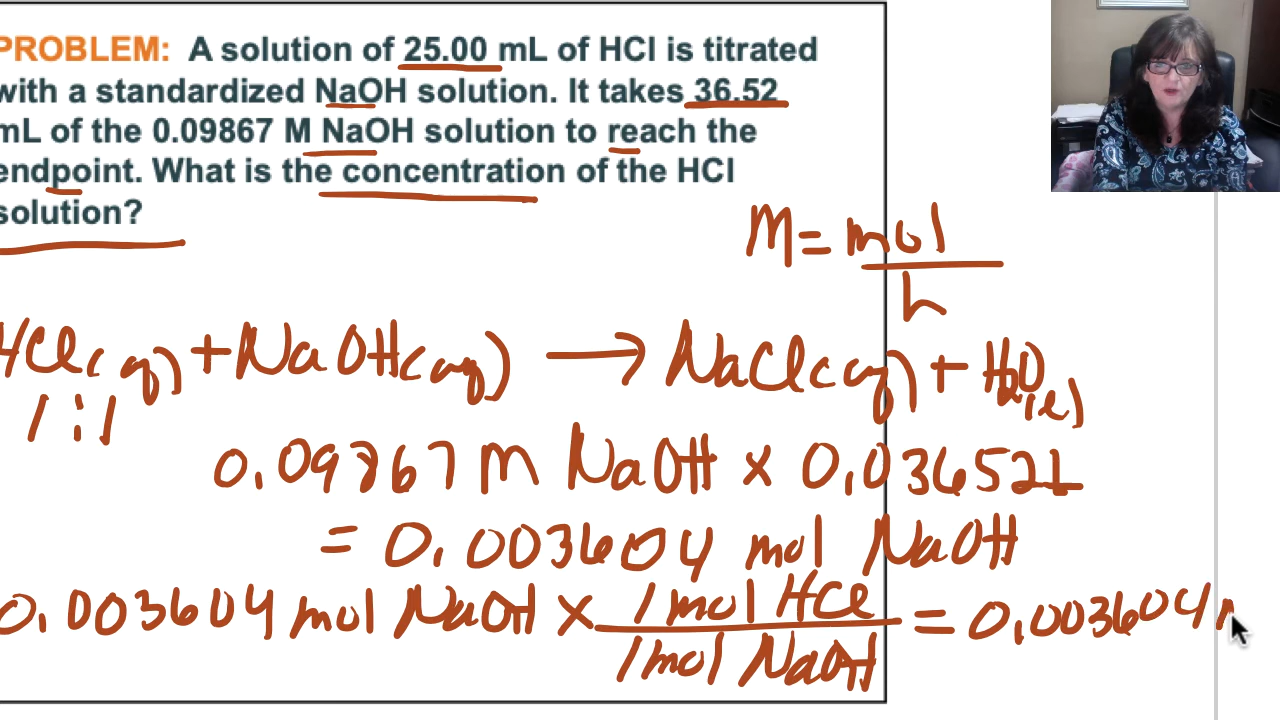 PROBLEM: A solution of 25.00 mL of HCl is titrated
with a standardized NaOH solution. It takes 36.52
mL of the 0.09867 M NaOH solution to reach the
endpoint. What is the concentration of the HCl
solution?
M = mol
L
HCl(aq) + NaOH(aq) → NaCl(aq) + H2O(l)
1 : 1
0.09867 M NaOH x 0.03652 L
= 0.003604 mol NaOH
0.003604 mol NaOH x 1 mol HCl = 0.003604
1 mol NaOH